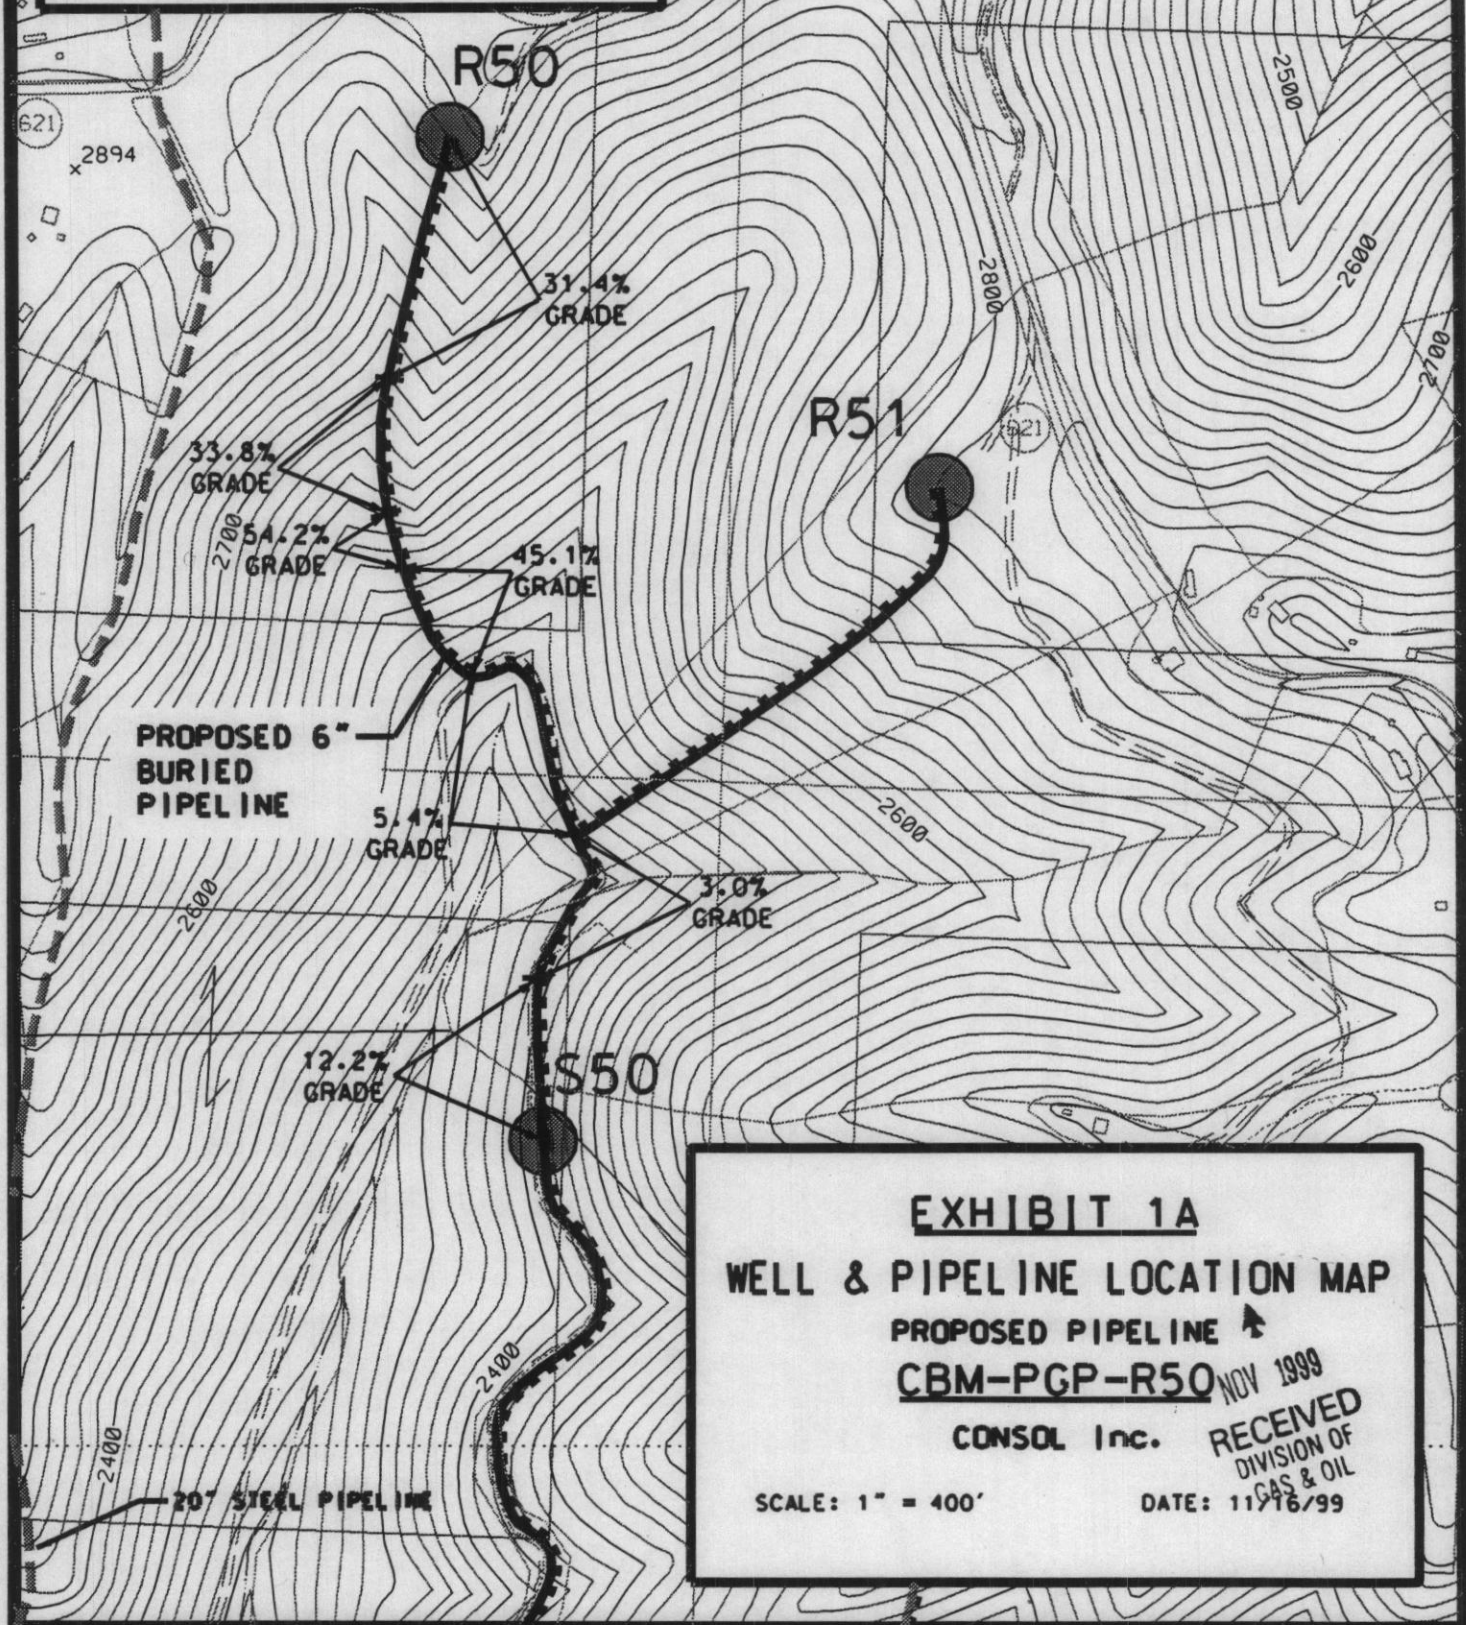 R50
621
2894
2500
31.4%
GRADE
2800
2600
2700
R51
621
33.8%
GRADE
2700
54.2%
GRADE
45.1%
GRADE
PROPOSED 6"
BURIED
PIPELINE
5.4%
GRADE
2600
2600
3.0%
GRADE
12.2%
GRADE
S50
EXHIBIT 1A
WELL & PIPELINE LOCATION MAP
PROPOSED PIPELINE
CBM-PGP-R50
NOV 1999
RECEIVED
DIVISION OF
GAS & OIL
CONSOL Inc.
SCALE: 1" = 400'
DATE: 11/16/99
2400
2400
20" STEEL PIPELINE